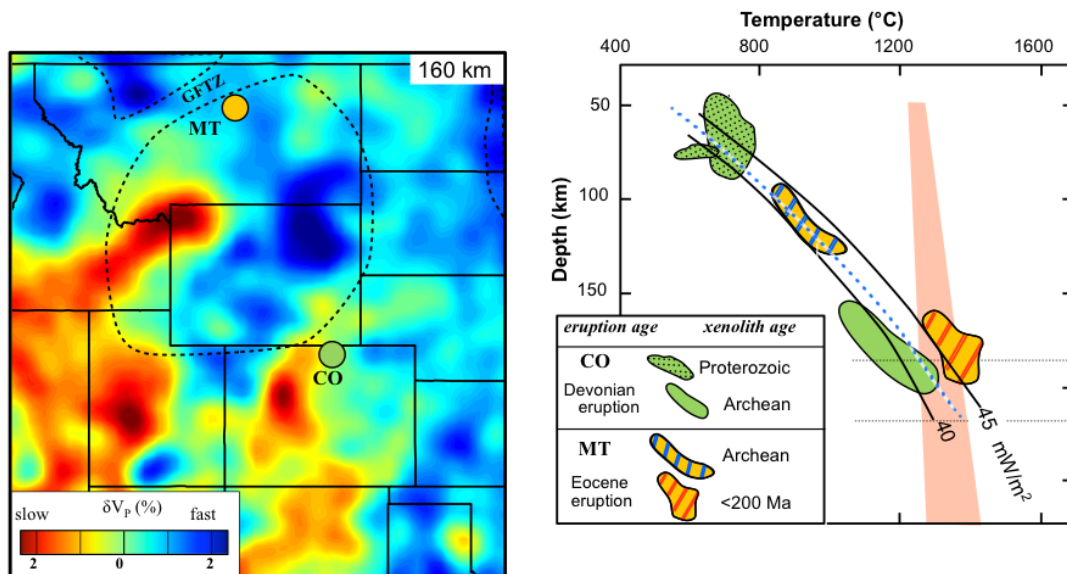 160 km
GFTZ
MT
CO
δVP (%)
slow fast
2 0 2
Temperature (°C)
400 800 1200 1600
Depth (km)
50
100
150
eruption age xenolith age
CO
Proterozoic
Devonian
eruption
Archean
MT
Archean
Eocene
eruption
<200 Ma
40
45 mW/m²